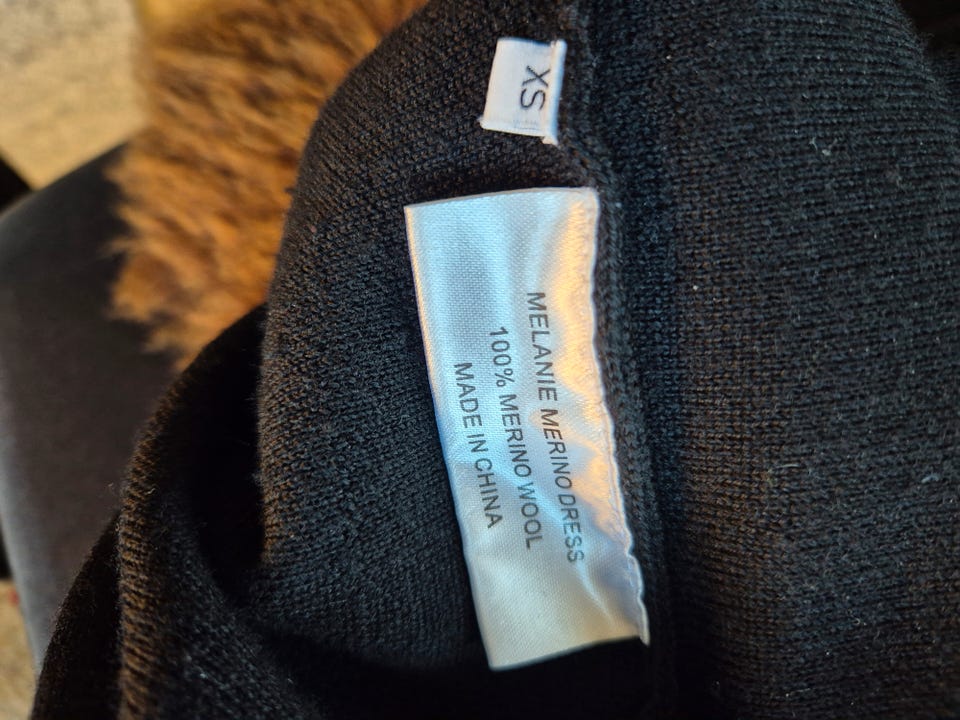 XS
MELANIE MERINO DRESS
100% MERINO WOOL
MADE IN CHINA